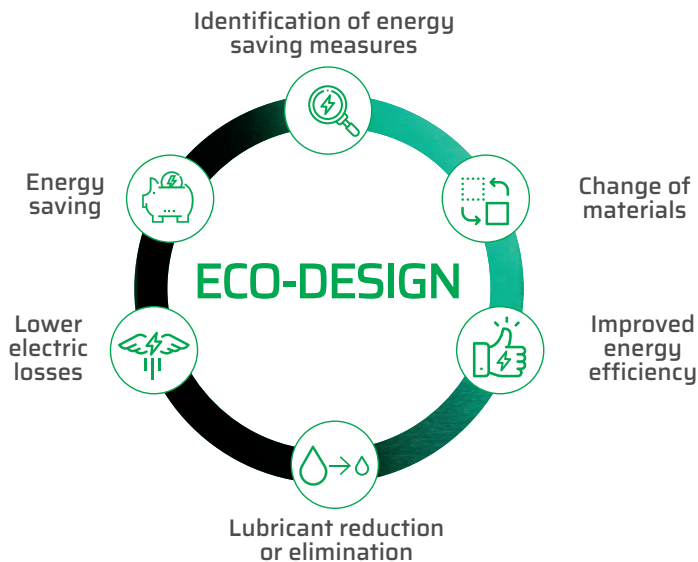 Identification of energy
saving measures
Energy
saving
Change of
materials
ECO-DESIGN
Lower
electric
losses
Improved
energy
efficiency
Lubricant reduction
or elimination